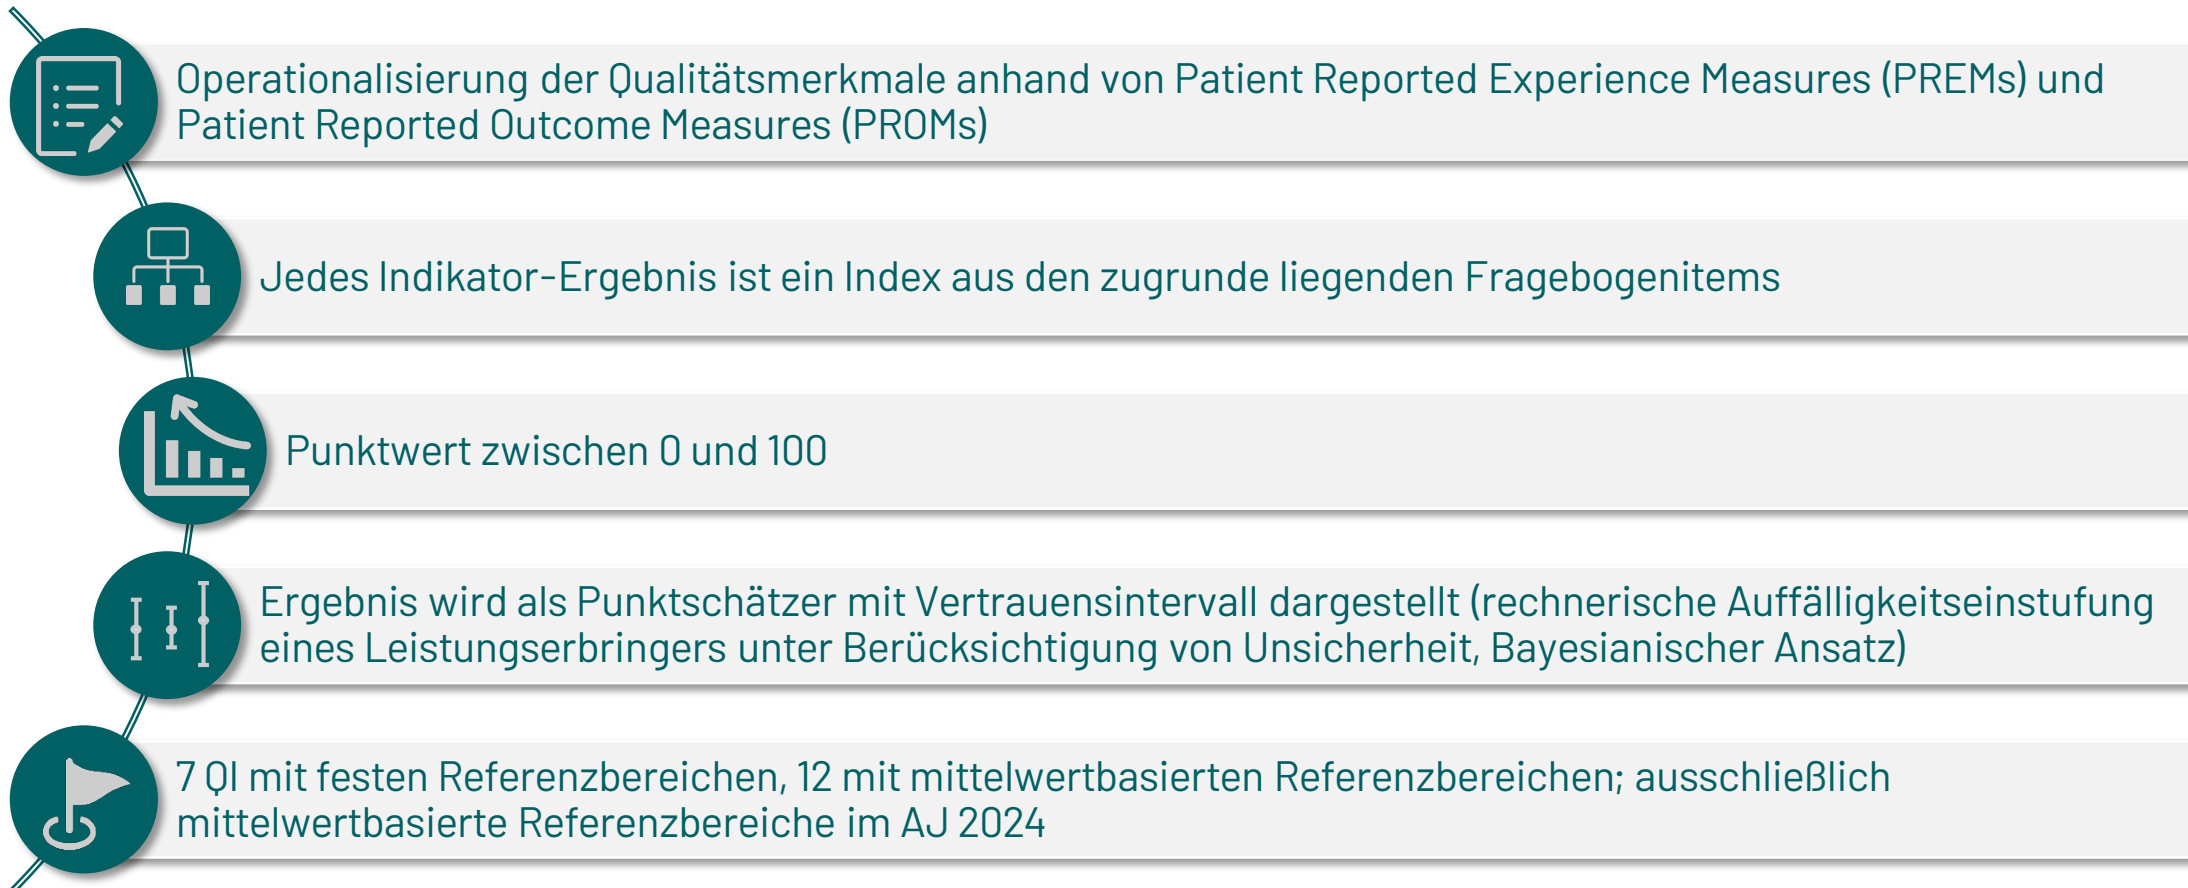 Operationalisierung der Qualitätsmerkmale anhand von Patient Reported Experience Measures (PREMs) und
Patient Reported Outcome Measures (PROMs)
Jedes Indikator-Ergebnis ist ein Index aus den zugrunde liegenden Fragebogenitems
Punktwert zwischen 0 und 100
Ergebnis wird als Punktschätzer mit Vertrauensintervall dargestellt (rechnerische Auffälligkeitseinstufung
eines Leistungserbringers unter Berücksichtigung von Unsicherheit, Bayesianischer Ansatz)
7 QI mit festen Referenzbereichen, 12 mit mittelwertbasierten Referenzbereichen; ausschließlich
mittelwertbasierte Referenzbereiche im AJ 2024